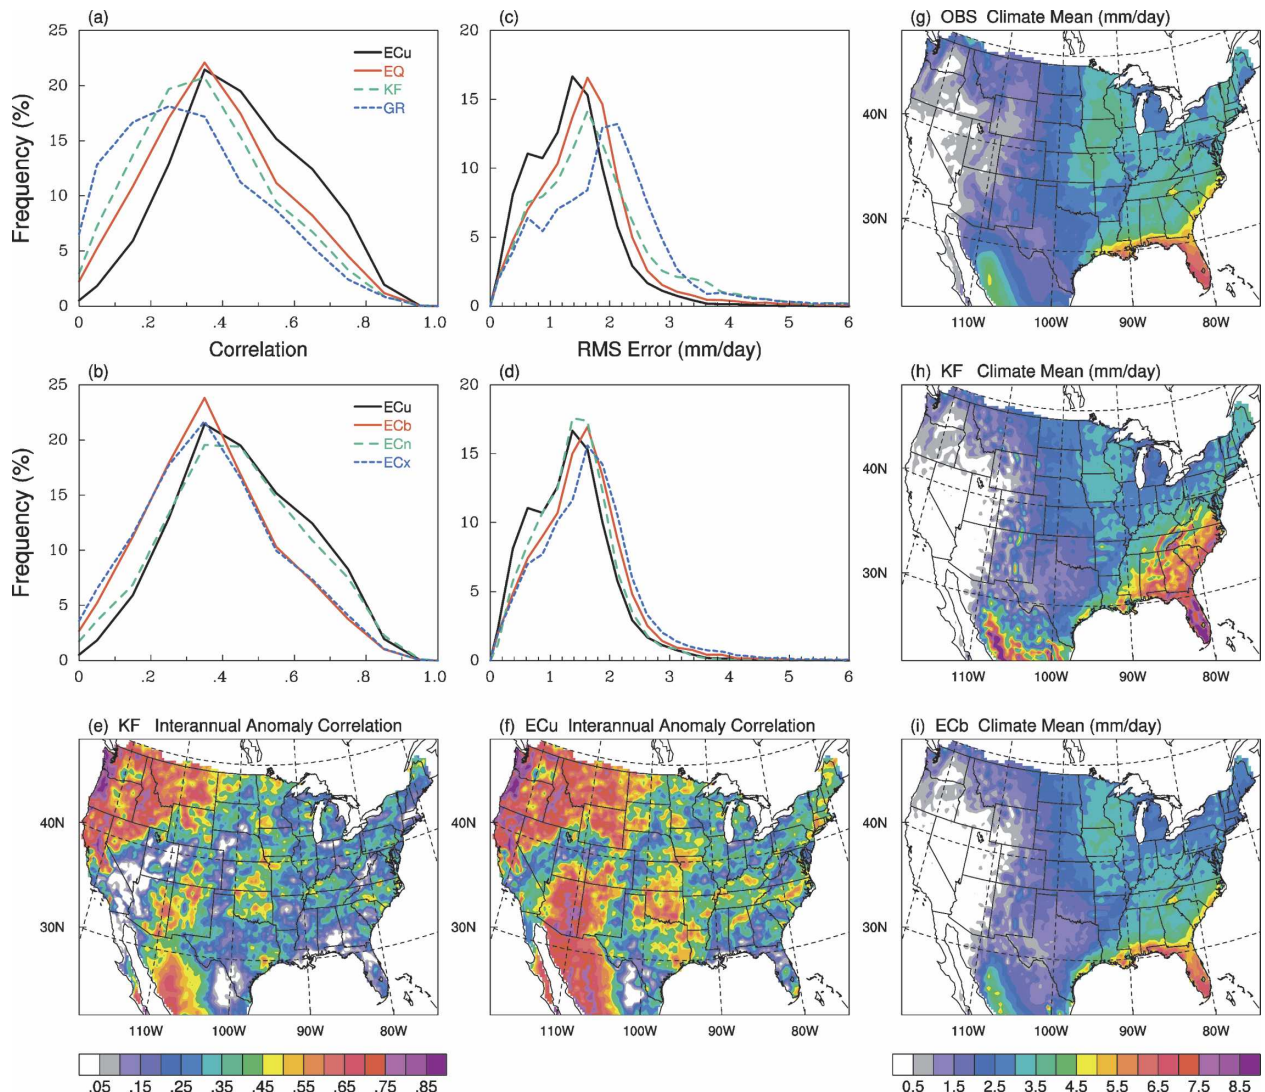 (a)
25
20
15
10
5
0
Frequency (%)
ECu
EQ
KF
GR
0 .2 .4 .6 .8 1.0
Correlation
(c)
20
15
10
5
0
0 1 2 3 4 5 6
RMS Error (mm/day)
(g) OBS Climate Mean (mm/day)
40N
30N
110W 100W 90W 80W
(b)
25
20
15
10
5
0
Frequency (%)
ECu
ECb
ECn
ECx
0 .2 .4 .6 .8 1.0
(d)
20
15
10
5
0
0 1 2 3 4 5 6
(h) KF Climate Mean (mm/day)
40N
30N
110W 100W 90W 80W
(e) KF Interannual Anomaly Correlation
40N
30N
110W 100W 90W 80W
(f) ECu Interannual Anomaly Correlation
40N
30N
110W 100W 90W 80W
(i) ECb Climate Mean (mm/day)
40N
30N
110W 100W 90W 80W
.05 .15 .25 .35 .45 .55 .65 .75 .85
0.5 1.5 2.5 3.5 4.5 5.5 6.5 7.5 8.5